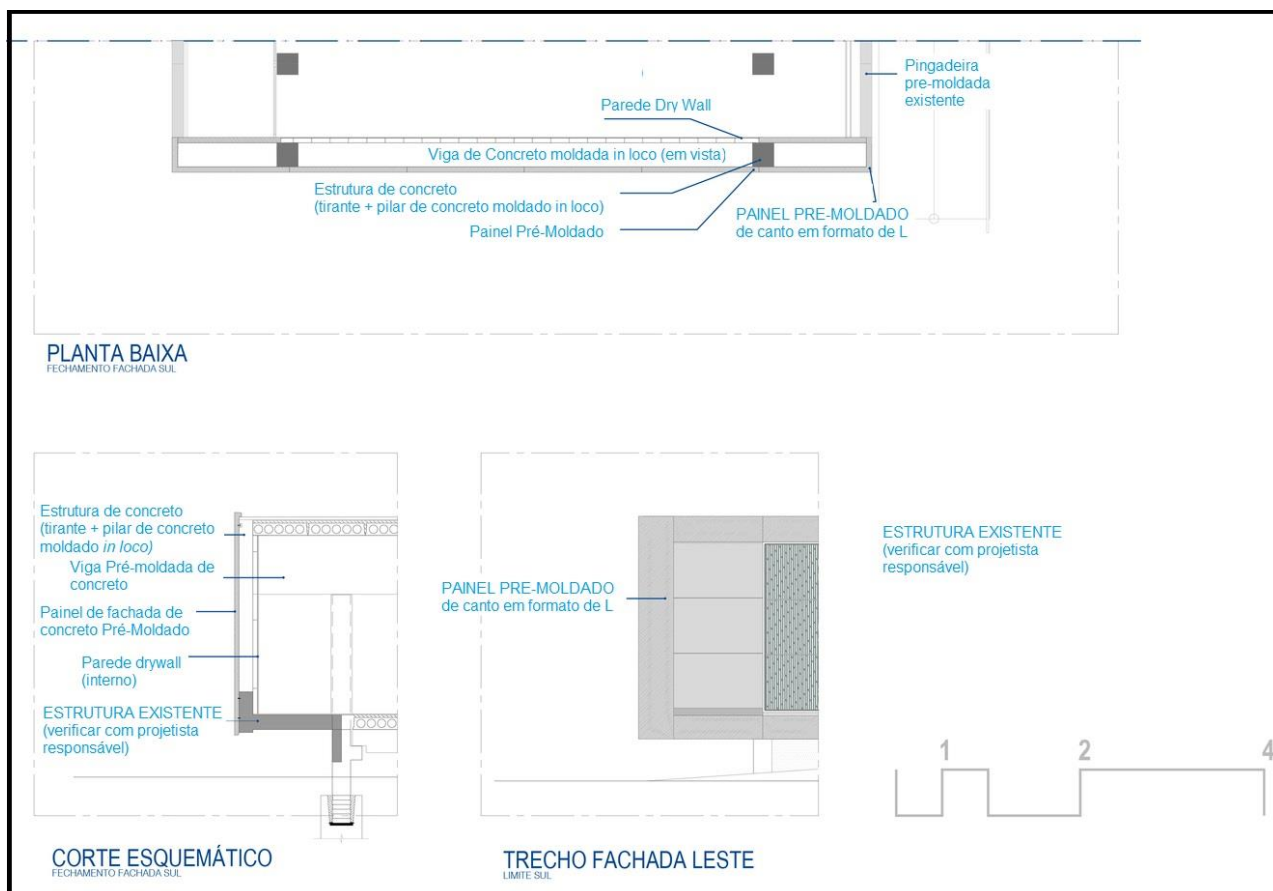 Pingadeira
pre-moldada
existente
Parede Dry Wall
Viga de Concreto moldada in loco (em vista)
Estrutura de concreto
(tirante + pilar de concreto moldado in loco)
Painel Pré-Moldado
PAINEL PRE-MOLDADO
de canto em formato de L
PLANTA BAIXA
FECHAMENTO FACHADA SUL
Estrutura de concreto
(tirante + pilar de concreto
moldado in loco)
Viga Pré-moldada de
concreto
Painel de fachada de
concreto Pré-Moldado
Parede drywall
(interno)
ESTRUTURA EXISTENTE
(verificar com projetista
responsável)
CORTE ESQUEMÁTICO
FECHAMENTO FACHADA SUL
PAINEL PRE-MOLDADO
de canto em formato de L
TRECHO FACHADA LESTE
LIMITE SUL
ESTRUTURA EXISTENTE
(verificar com projetista
responsável)
1 2 4